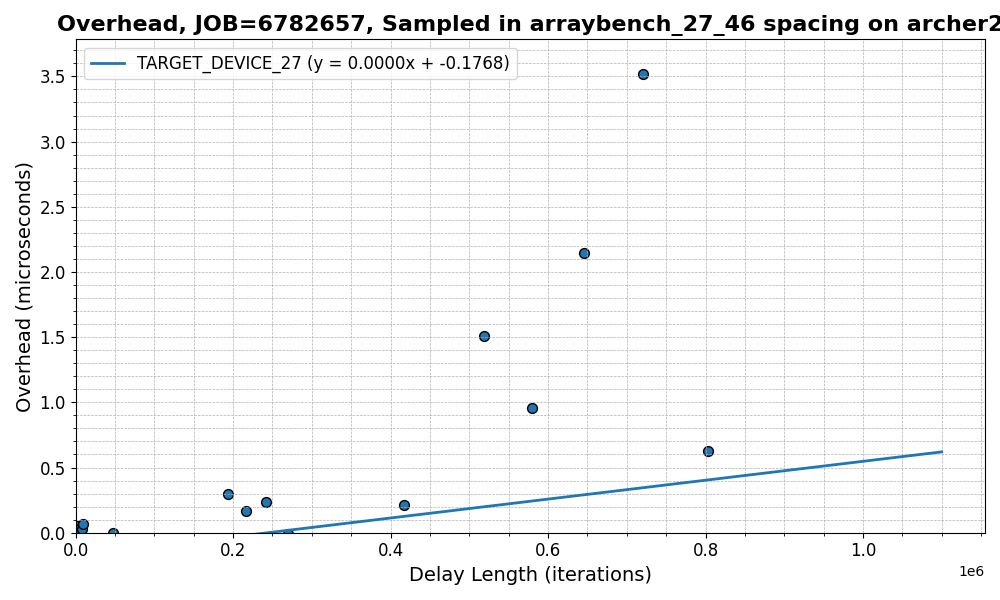 Overhead, JOB=6782657, Sampled in arraybench_27_46 spacing on archer2
TARGET_DEVICE_27 (y = 0.0000x + -0.1768)
Overhead (microseconds)
3.5
3.0
2.5
2.0
1.5
1.0
0.5
0.0
0.0 0.2 0.4 0.6 0.8 1.0
1e6
Delay Length (iterations)